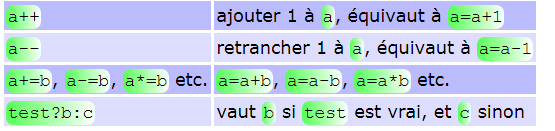 a++ ajouter 1 à a, équivaut à a=a+1
a-- retrancher 1 à a, équivaut à a=a-1
a+=b, a-=b, a*=b etc. a=a+b, a=a-b, a=a*b etc.
test?b:c vaut b si test est vrai, et c sinon